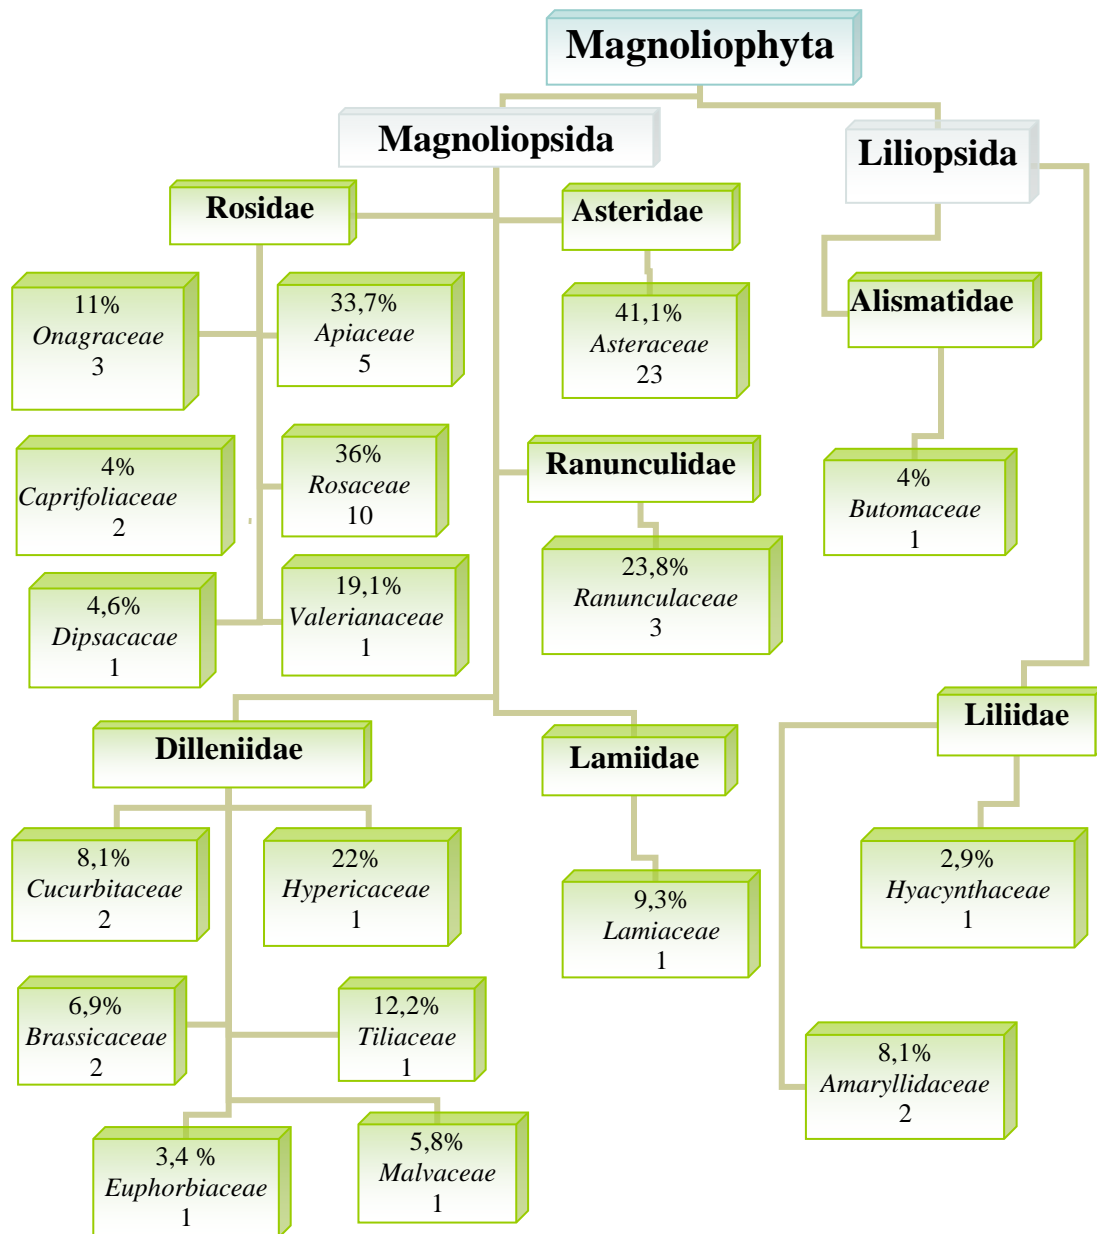 Magnoliophyta
Magnoliopsida
Liliopsida
Rosidae
Asteridae
11%
Onagraceae
3
33,7%
Apiaceae
5
41,1%
Asteraceae
23
Alismatidae
4%
Caprifoliaceae
2
36%
Rosaceae
10
Ranunculidae
4%
Butomaceae
1
4,6%
Dipsacacae
1
19,1%
Valerianaceae
1
23,8%
Ranunculaceae
3
Dilleniidae
Lamiidae
Liliidae
8,1%
Cucurbitaceae
2
22%
Hypericaceae
1
9,3%
Lamiaceae
1
2,9%
Hyacynthaceae
1
6,9%
Brassicaceae
2
12,2%
Tiliaceae
1
8,1%
Amaryllidaceae
2
3,4 %
Euphorbiaceae
1
5,8%
Malvaceae
1